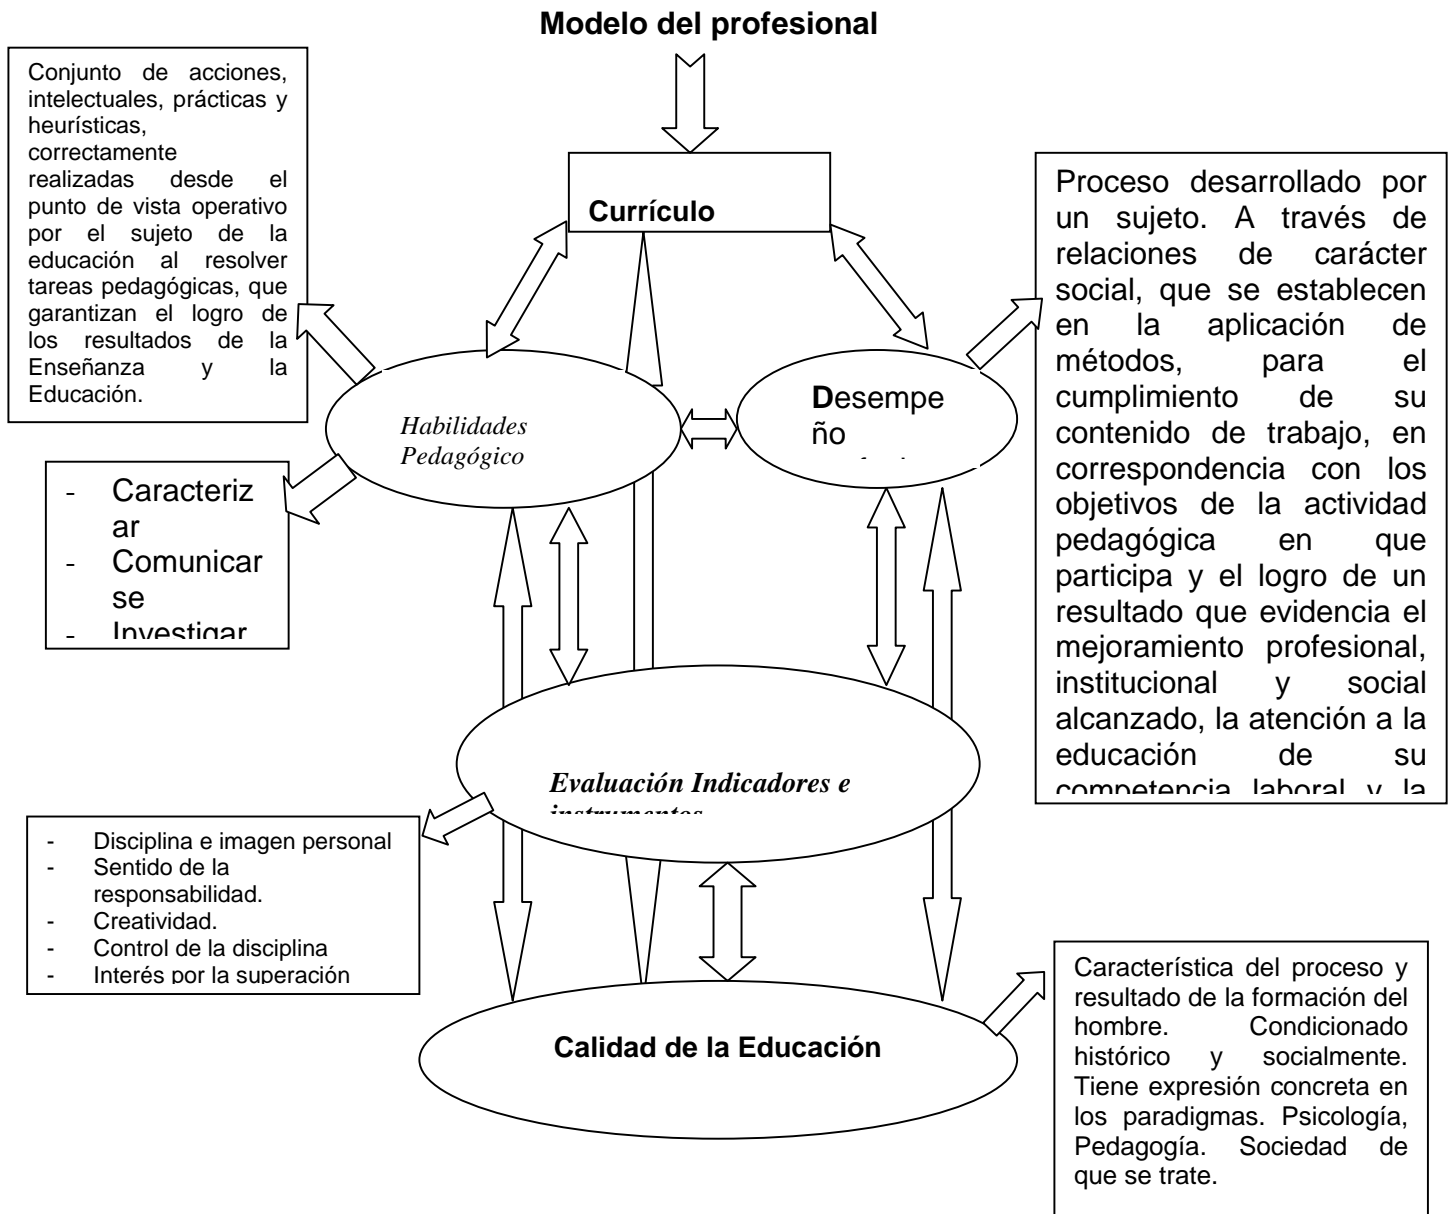 Modelo del profesional
Conjunto de acciones,
intelectuales, prácticas y
heurísticas,
correctamente
realizadas desde el
punto de vista operativo
por el sujeto de la
educación al resolver
tareas pedagógicas, que
garantizan el logro de
los resultados de la
Enseñanza y la
Educación.
Currículo
Proceso desarrollado por
un sujeto. A través de
relaciones de carácter
social, que se establecen
en la aplicación de
métodos, para el
cumplimiento de su
contenido de trabajo, en
correspondencia con los
objetivos de la actividad
pedagógica en que
participa y el logro de un
resultado que evidencia el
mejoramiento profesional,
institucional y social
alcanzado, la atención a la
educación de su
competencia laboral y la
Habilidades
Pedagógico
Desempe
ño
- Caracteriz
ar
- Comunicar
se
- Investigar
Evaluación Indicadores e
instrumentos
- Disciplina e imagen personal
- Sentido de la
responsabilidad.
- Creatividad.
- Control de la disciplina
- Interés por la superación
Calidad de la Educación
Característica del proceso y
resultado de la formación del
hombre. Condicionado
histórico y socialmente.
Tiene expresión concreta en
los paradigmas. Psicología,
Pedagogía. Sociedad de
que se trate.